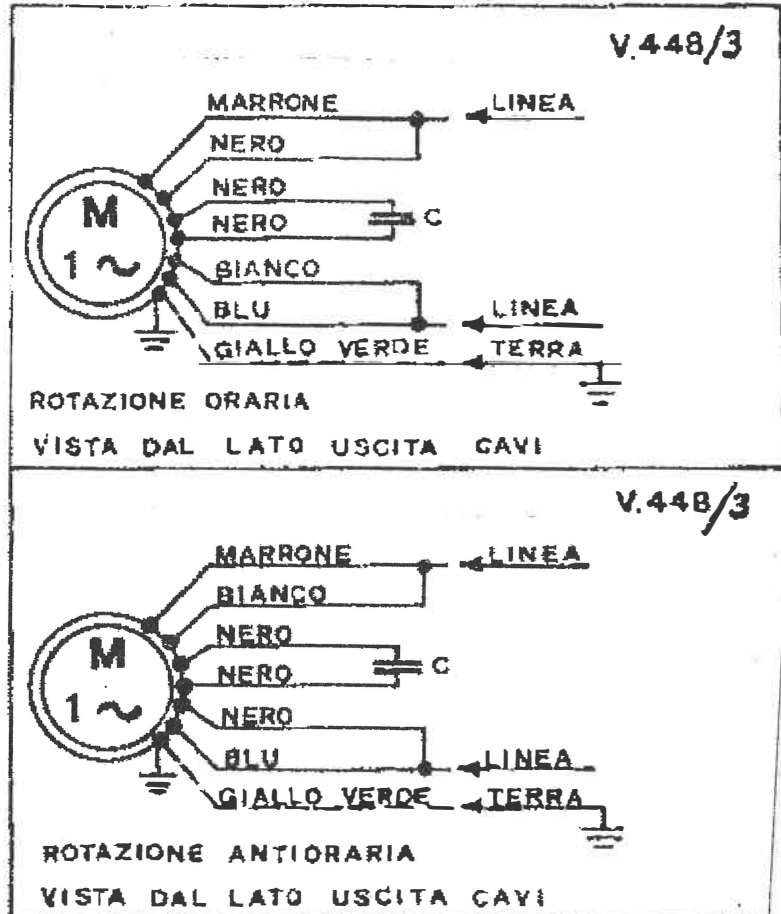 V.448/3
MARRONE
LINEA
NERO
NERO
C
NERO
M
1 ~
BIANCO
BLU
LINEA
GIALLO VERDE
TERRA
ROTAZIONE ORARIA
VISTA DAL LATO USCITA CAVI
V.448/3
MARRONE
LINEA
BIANCO
NERO
C
NERO
M
1 ~
NERO
BLU
LINEA
GIALLO VERDE
TERRA
ROTAZIONE ANTIORARIA
VISTA DAL LATO USCITA CAVI